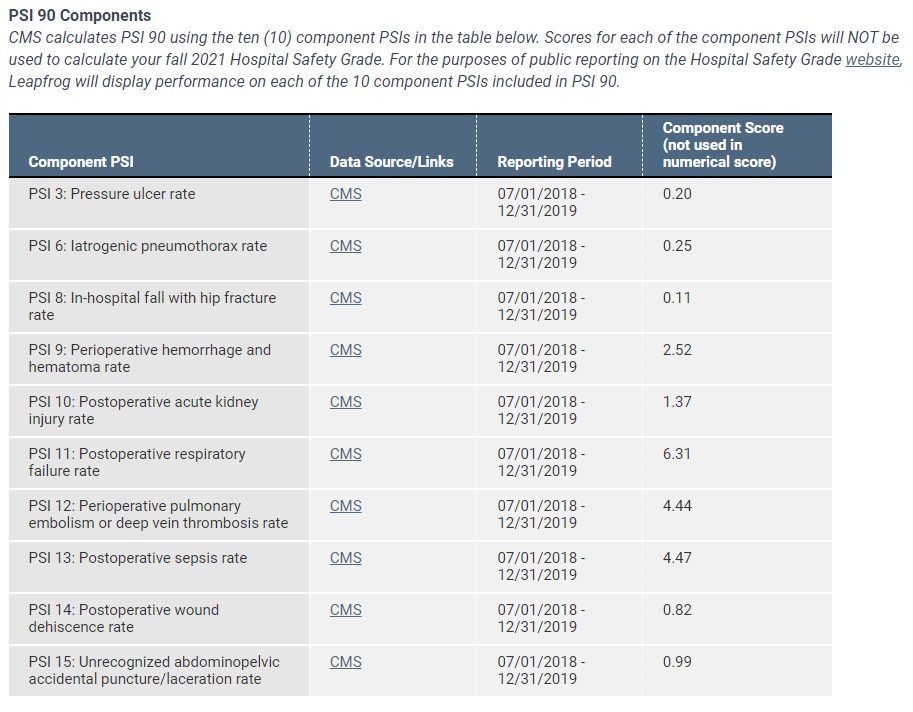 PSI 90 Components
CMS calculates PSI 90 using the ten (10) component PSIs in the table below. Scores for each of the component PSIs will NOT be
used to calculate your fall 2021 Hospital Safety Grade. For the purposes of public reporting on the Hospital Safety Grade website,
Leapfrog will display performance on each of the 10 component PSIs included in PSI 90.
Component PSI
Data Source/Links
Reporting Period
Component Score
(not used in
numerical score)
PSI 3: Pressure ulcer rate
CMS
07/01/2018 -
12/31/2019
0.20
PSI 6: Iatrogenic pneumothorax rate
CMS
07/01/2018 -
12/31/2019
0.25
PSI 8: In-hospital fall with hip fracture
rate
CMS
07/01/2018 -
12/31/2019
0.11
PSI 9: Perioperative hemorrhage and
hematoma rate
CMS
07/01/2018 -
12/31/2019
2.52
PSI 10: Postoperative acute kidney
injury rate
CMS
07/01/2018 -
12/31/2019
1.37
PSI 11: Postoperative respiratory
failure rate
CMS
07/01/2018 -
12/31/2019
6.31
PSI 12: Perioperative pulmonary
embolism or deep vein thrombosis rate
CMS
07/01/2018 -
12/31/2019
4.44
PSI 13: Postoperative sepsis rate
CMS
07/01/2018 -
12/31/2019
4.47
PSI 14: Postoperative wound
dehiscence rate
CMS
07/01/2018 -
12/31/2019
0.82
PSI 15: Unrecognized abdominopelvic
accidental puncture/laceration rate
CMS
07/01/2018 -
12/31/2019
0.99